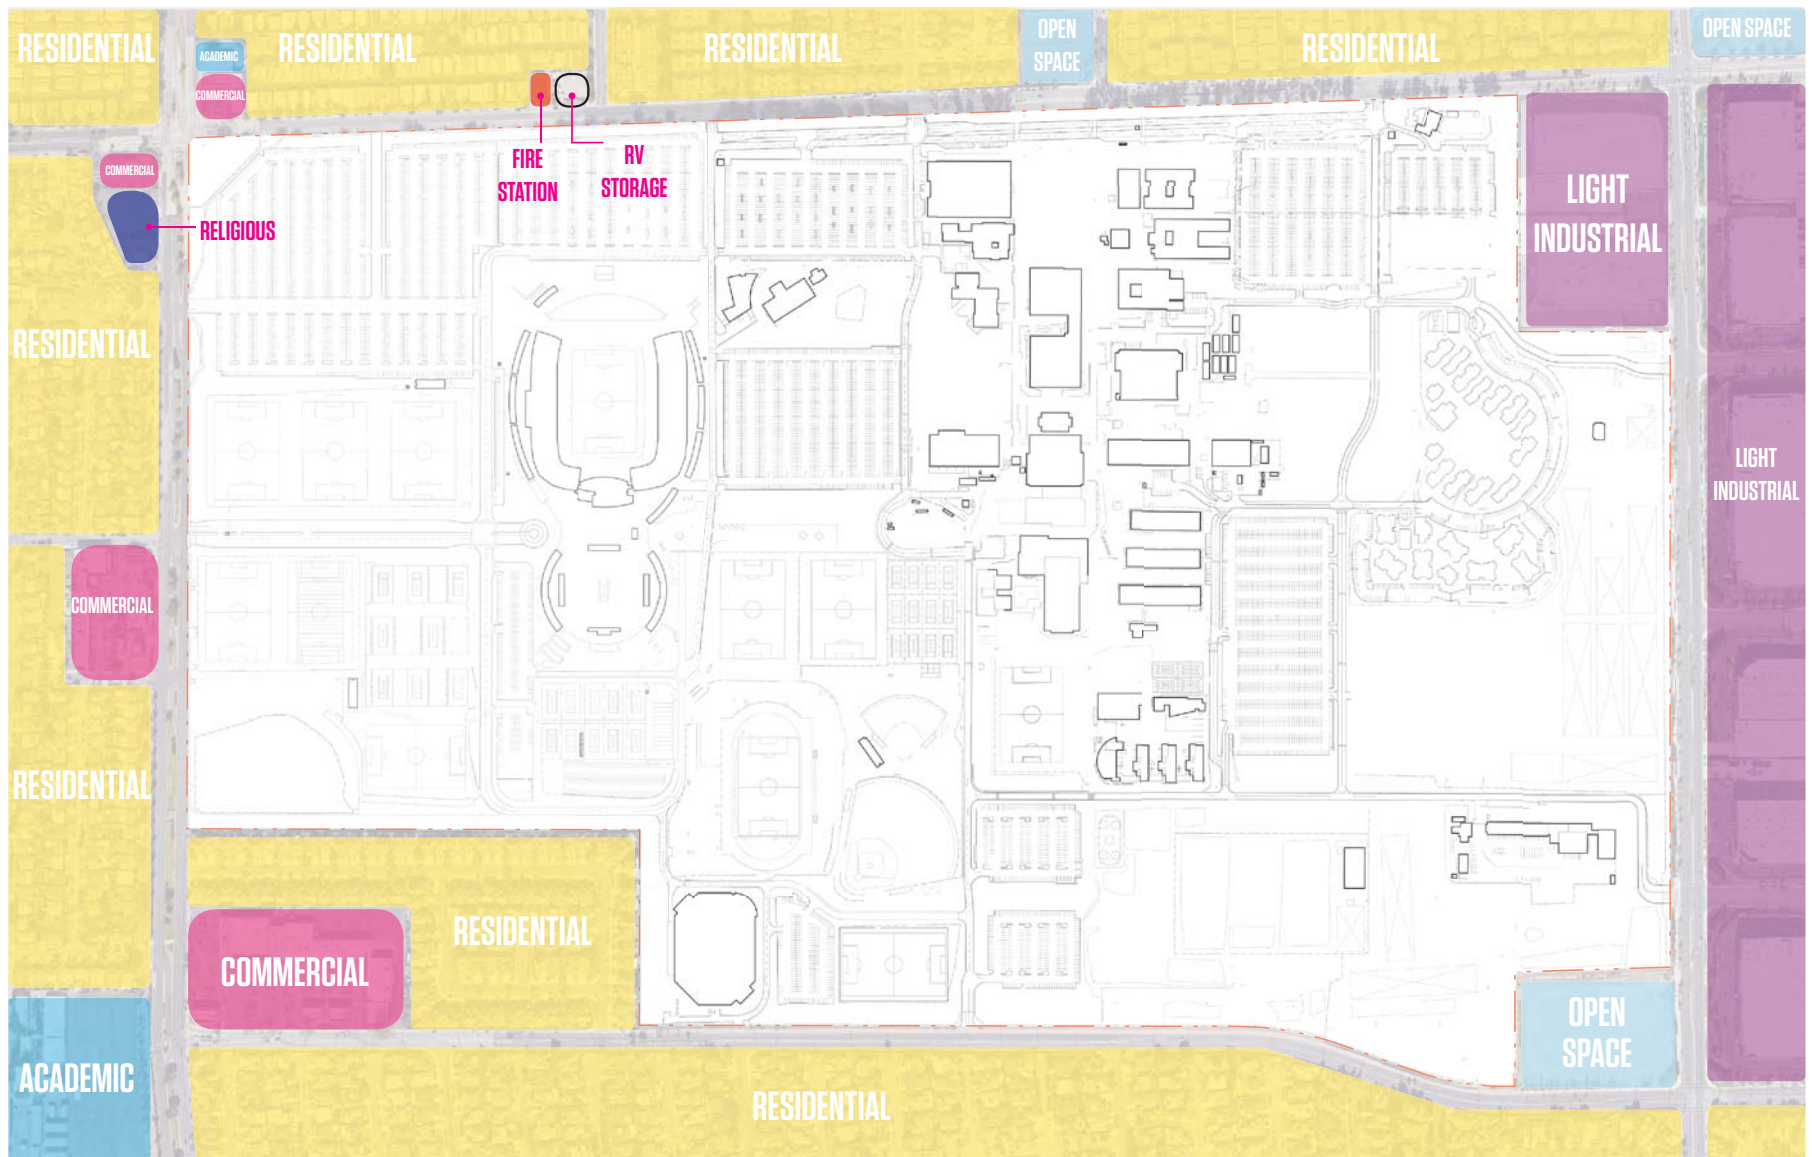 RESIDENTIAL
RESIDENTIAL
RESIDENTIAL
OPEN
SPACE
RESIDENTIAL
OPEN SPACE
ACADEMIC
COMMERCIAL
FIRE
STATION
RV
STORAGE
COMMERCIAL
RELIGIOUS
LIGHT
INDUSTRIAL
RESIDENTIAL
LIGHT
INDUSTRIAL
COMMERCIAL
RESIDENTIAL
RESIDENTIAL
COMMERCIAL
OPEN
SPACE
ACADEMIC
RESIDENTIAL